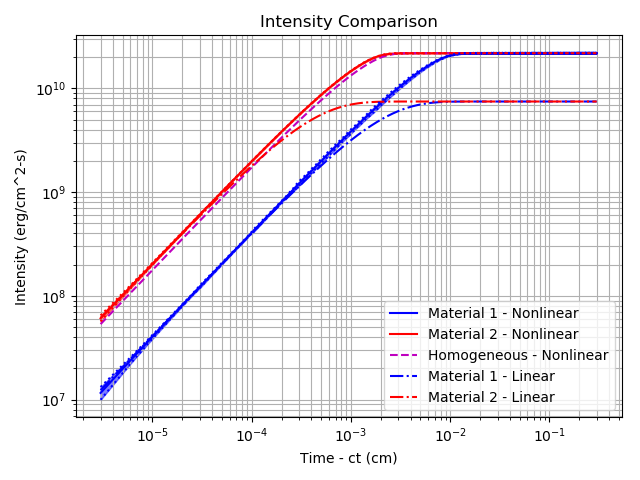 Intensity Comparison
Intensity (erg/cm^2-s)
10^10
10^9
10^8
10^7
Material 1 - Nonlinear
Material 2 - Nonlinear
Homogeneous - Nonlinear
Material 1 - Linear
Material 2 - Linear
10^−5 10^−4 10^−3 10^−2 10^−1
Time - ct (cm)